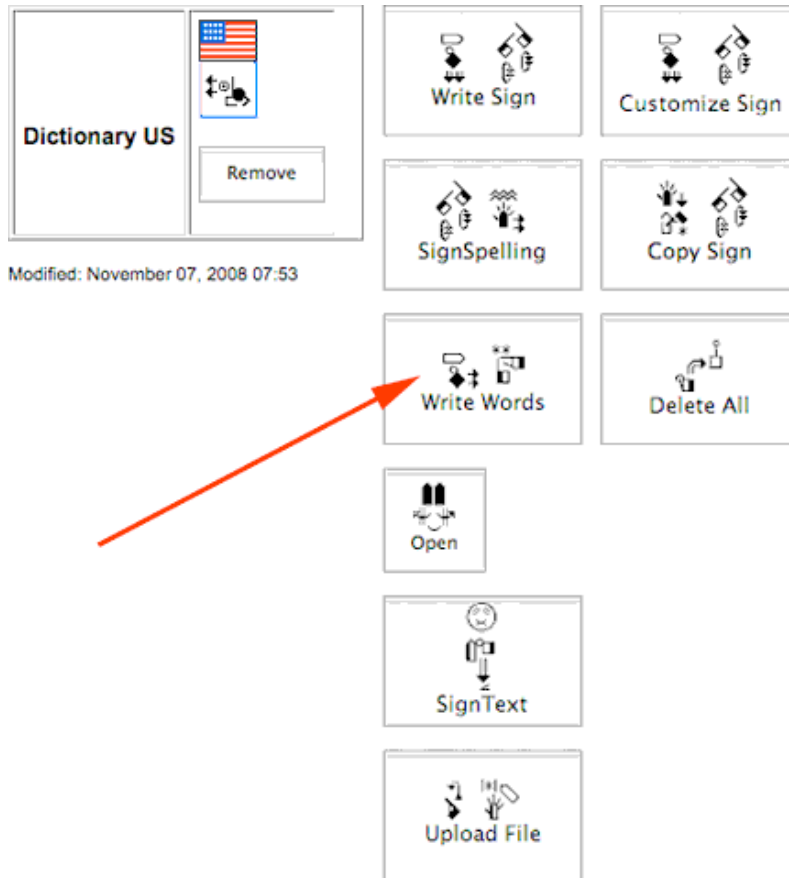 Dictionary US
Remove
Modified: November 07, 2008 07:53
Write Sign
Customize Sign
SignSpelling
Copy Sign
Write Words
Delete All
Open
SignText
Upload File